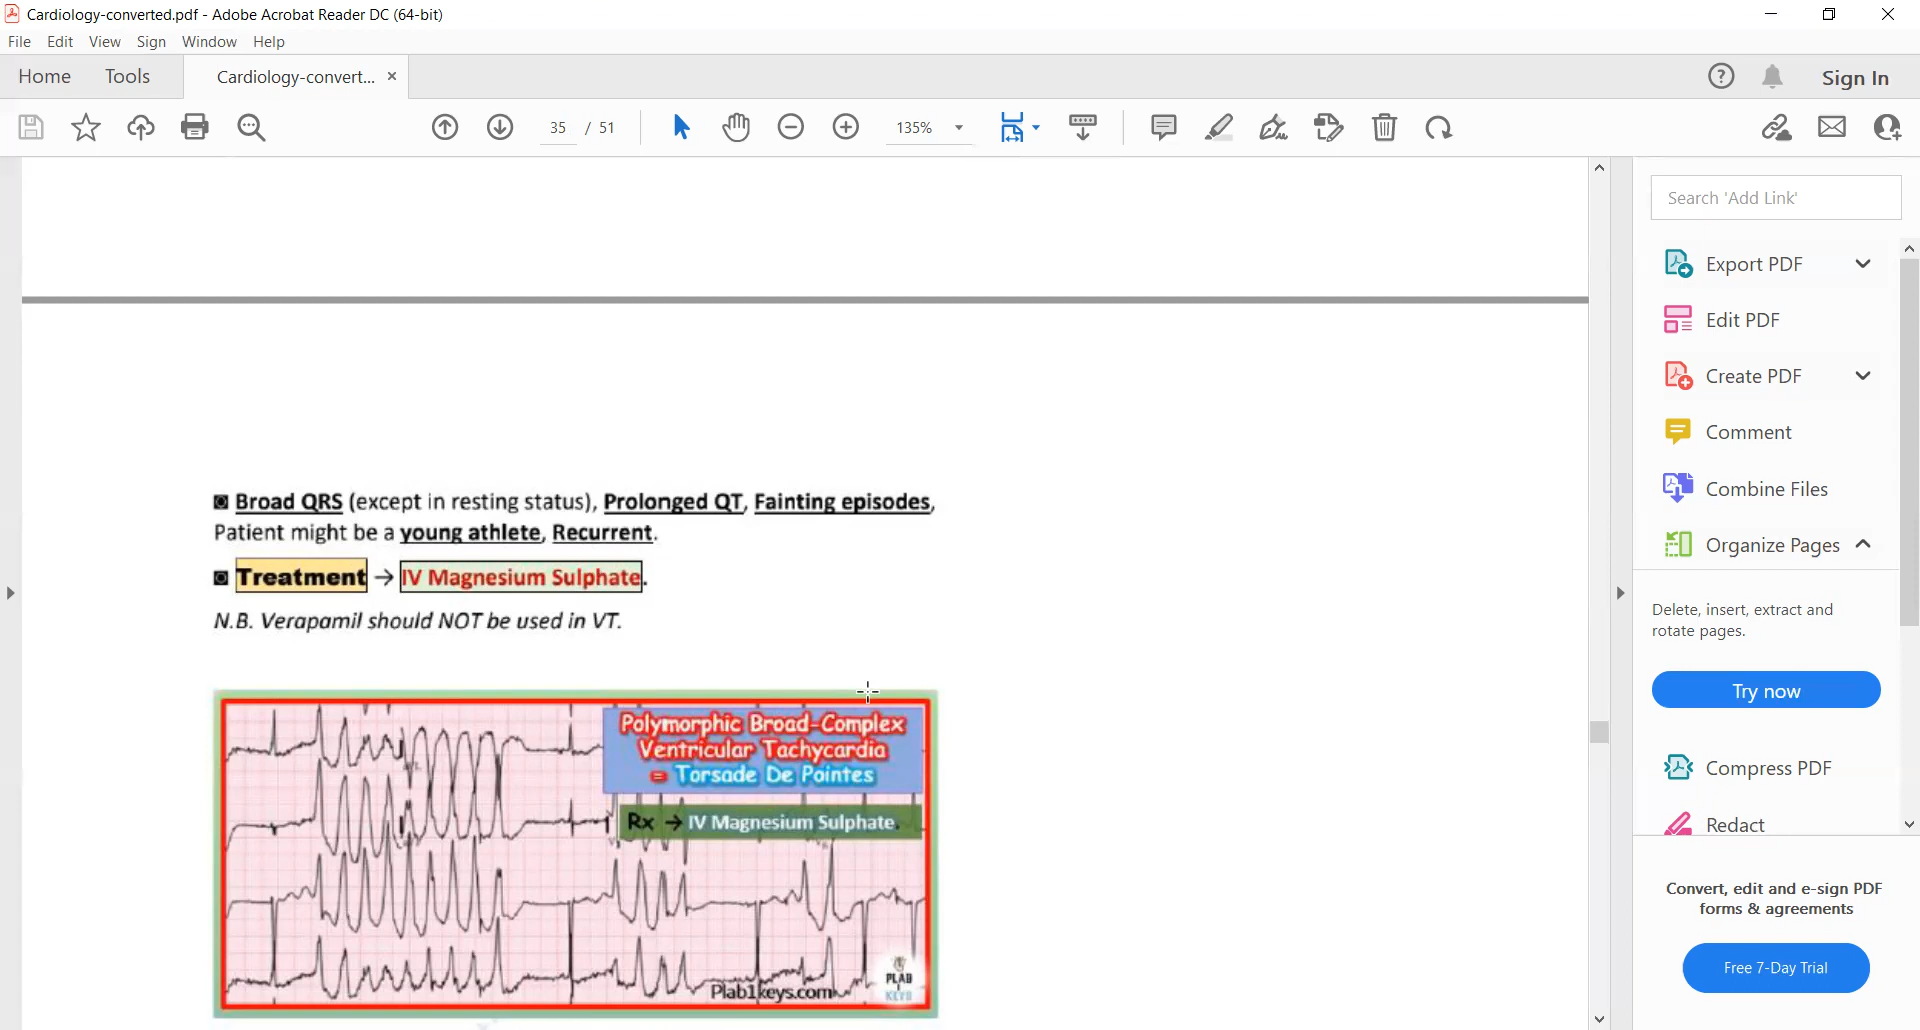 Cardiology-converted.pdf - Adobe Acrobat Reader DC (64-bit)
File Edit View Sign Window Help
Home Tools Cardiology-convert... × Sign In
35 / 51 135%
Search 'Add Link'
Export PDF
Edit PDF
Create PDF
Comment
Combine Files
Organize Pages
Delete, insert, extract and
rotate pages.
Try now
Compress PDF
Redact
Convert, edit and e-sign PDF
forms & agreements
Free 7-Day Trial
Broad QRS (except in resting status), Prolonged QT, Fainting episodes,
Patient might be a young athlete, Recurrent.
Treatment → IV Magnesium Sulphate.
N.B. Verapamil should NOT be used in VT.
Polymorphic Broad-Complex
Ventricular Tachycardia
= Torsade De Pointes
Rx → IV Magnesium Sulphate.
Plab1keys.com
PLAB
1
KEYS